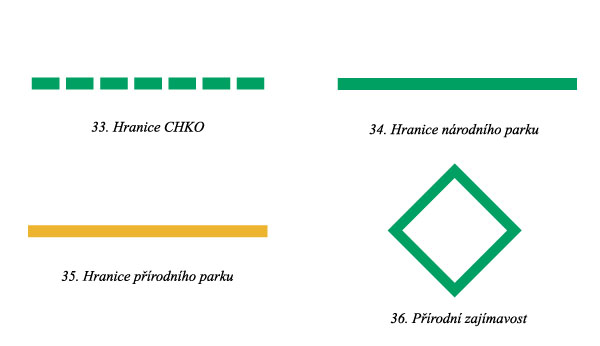 33. Hranice CHKO
34. Hranice národního parku
35. Hranice přírodního parku
36. Přírodní zajímavost